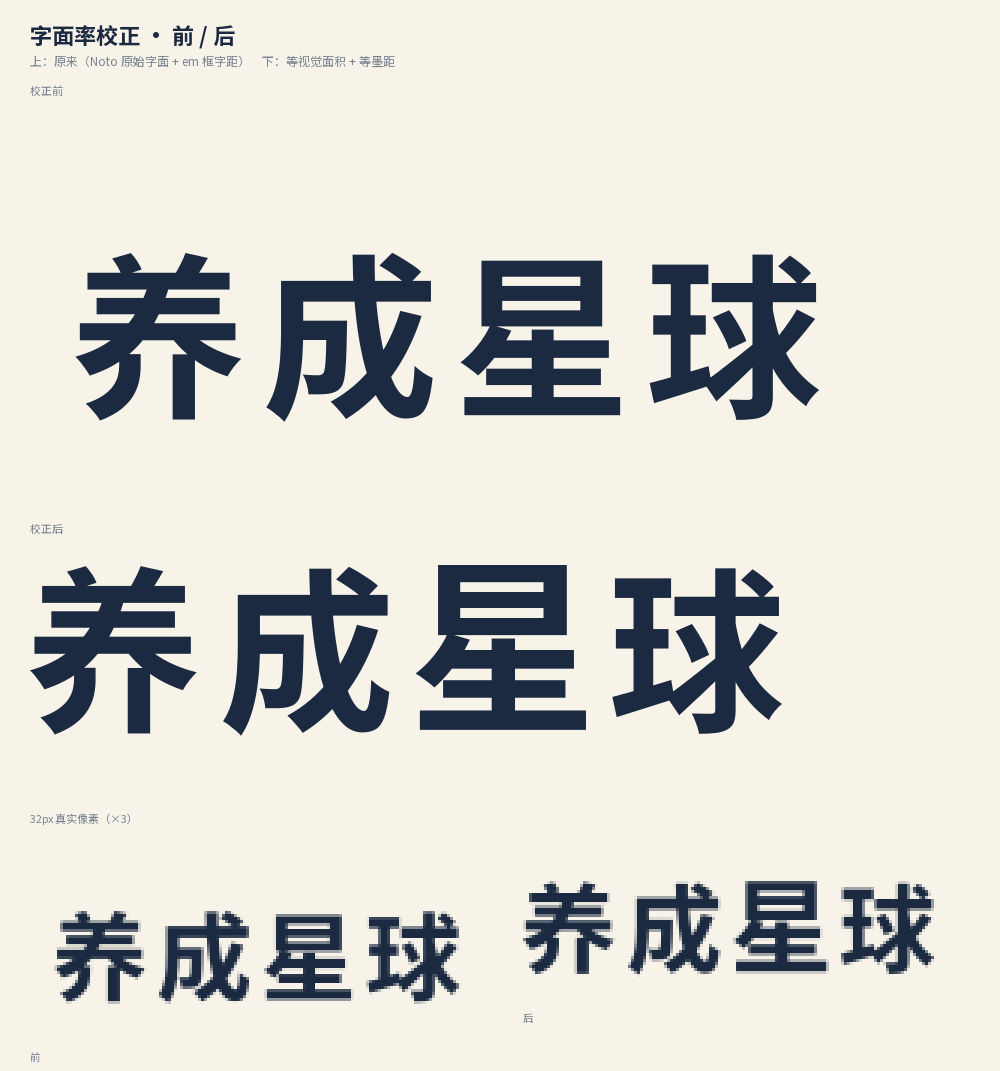 字面率校正 · 前 / 后
上：原来（Noto 原始字面 + em 框字距） 下：等视觉面积 + 等墨距
校正前
养成星球
校正后
养成星球
32px 真实像素（×3）
养成星球
养成星球
后
前